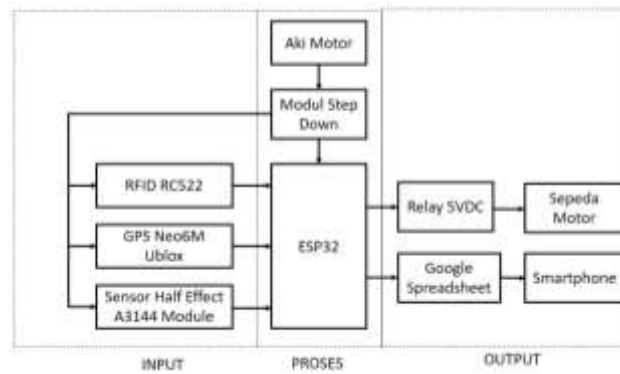 Aki Motor
Modul Step
Down
RFID RC522
GPS Neo6M
Ublox
Sensor Half Effect
A3144 Module
ESP32
Relay 5VDC
Sepeda
Motor
Google
Spreadsheet
Smartphone
INPUT
PROSES
OUTPUT